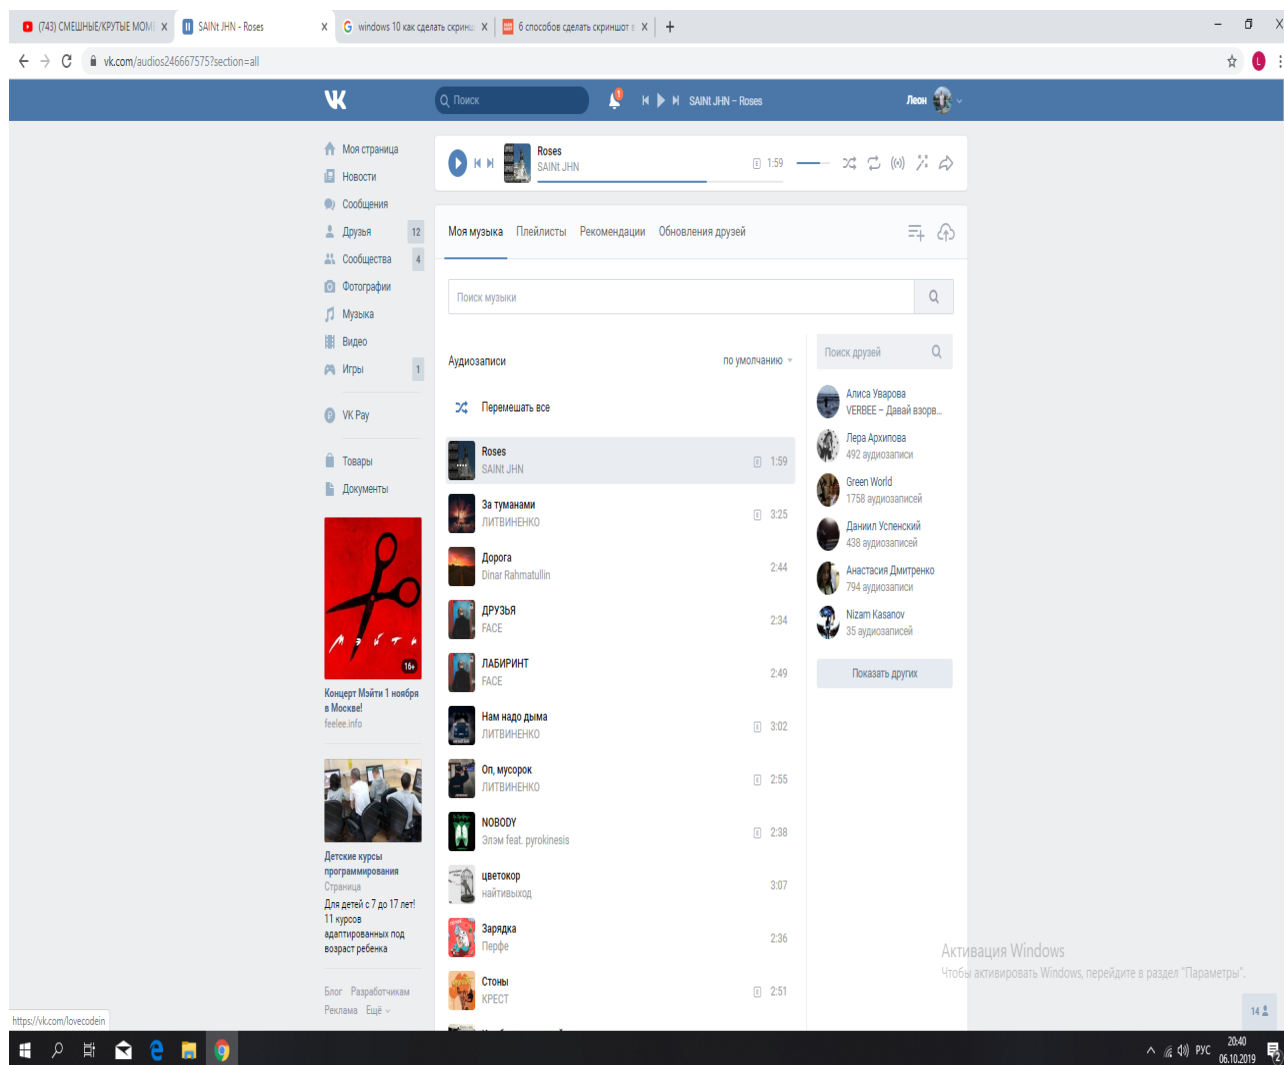 (743) СМЕШНЫЕ/КРУТЫЕ МОМЕ
SAINt JHN - Roses
windows 10 как сделать скринш
6 способов сделать скриншот в
vk.com/audios246667575?section=all
L
Поиск
1
SAINt JHN – Roses
Леон
Моя страница
Новости
Сообщения
Друзья 12
Сообщества 4
Фотографии
Музыка
Видео
Игры 1
VK Pay
Товары
Документы
МЭЙТИ
16+
Концерт Мэйти 1 ноября
в Москве!
feelee.info
Детские курсы
программирования
Страница
Для детей с 7 до 17 лет!
11 курсов
адаптированных под
возраст ребенка
Блог Разработчикам
Реклама Ещё
Roses
SAINt JHN
E 1:59
Моя музыка Плейлисты Рекомендации Обновления друзей
Поиск музыки
Аудиозаписи по умолчанию
Перемешать все
Roses
SAINt JHN
E 1:59
За туманами
ЛИТВИНЕНКО
E 3:25
Дорога
Dinar Rahmatullin
2:44
ДРУЗЬЯ
FACE
2:34
ЛАБИРИНТ
FACE
2:49
Нам надо дыма
ЛИТВИНЕНКО
E 3:02
Оп, мусорок
ЛИТВИНЕНКО
E 2:55
NOBODY
Элэм feat. pyrokinesis
E 2:38
цветокор
найтивыход
3:07
Зарядка
Перфе
2:36
Стоны
КРЕСТ
E 2:51
Поиск друзей
Алиса Уварова
VERBEE – Давай взорв...
Лера Архипова
492 аудиозаписи
Green World
1758 аудиозаписей
Даниил Успенский
438 аудиозаписей
Анастасия Дмитренко
794 аудиозаписи
Nizam Kasanov
35 аудиозаписей
Показать других
Активация Windows
Чтобы активировать Windows, перейдите в раздел "Параметры".
14
https://vk.com/lovecodein
РУС
20:40
06.10.2019
2